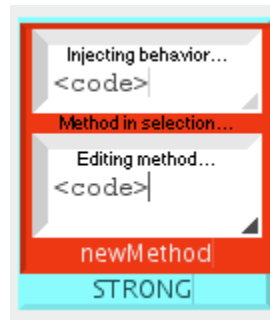 Injecting behavior...
<code>
Method in selection...
Editing method...
<code>
newMethod
STRONG